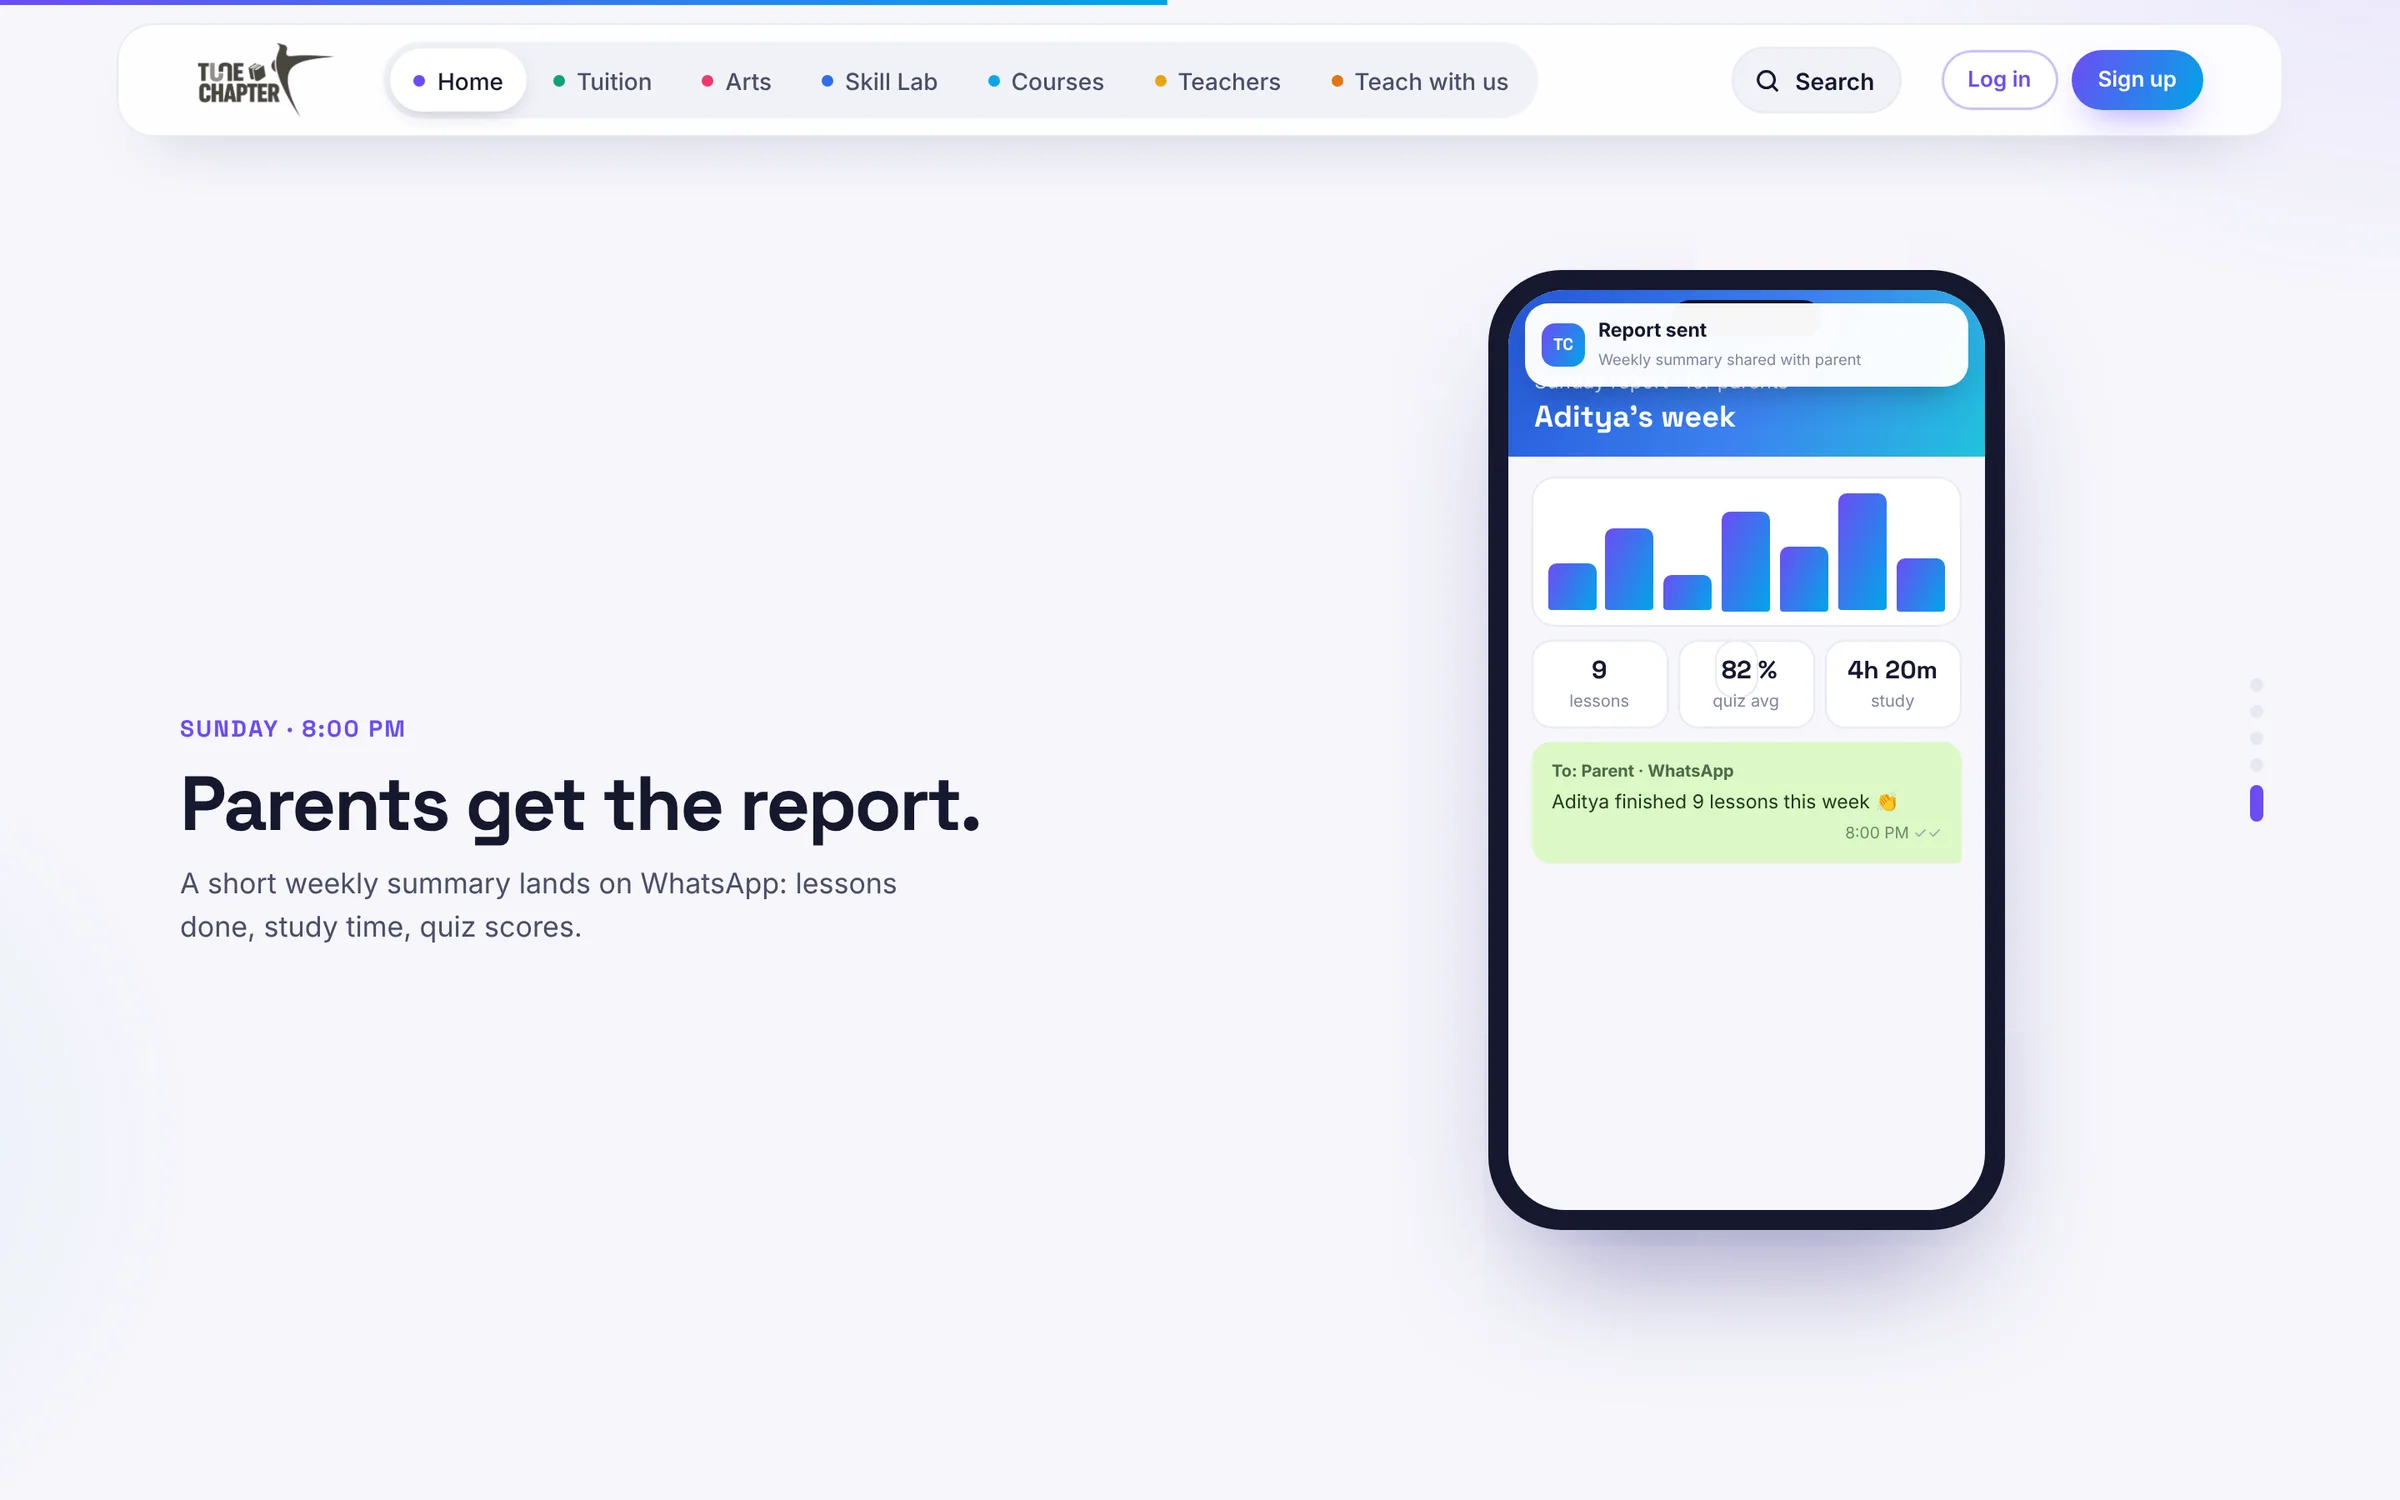 TUNE
CHAPTER
Home
Tuition
Arts
Skill Lab
Courses
Teachers
Teach with us
Search
Log in
Sign up
SUNDAY · 8:00 PM
Parents get the report.
A short weekly summary lands on WhatsApp: lessons
done, study time, quiz scores.
TC
Report sent
Weekly summary shared with parent
Aditya's week
9
lessons
82 %
quiz avg
4h 20m
study
To: Parent · WhatsApp
Aditya finished 9 lessons this week 👏
8:00 PM ✓✓